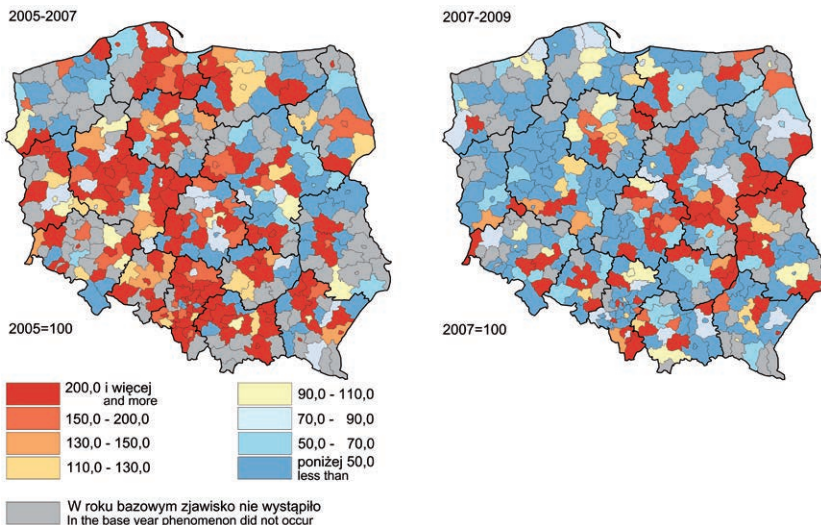 2005-2007
2007-2009
2005=100
2007=100
200,0 i więcej
and more
150,0 - 200,0
130,0 - 150,0
110,0 - 130,0
90,0 - 110,0
70,0 - 90,0
50,0 - 70,0
poniżej 50,0
less than
W roku bazowym zjawisko nie wystąpiło
In the base year phenomenon did not occur